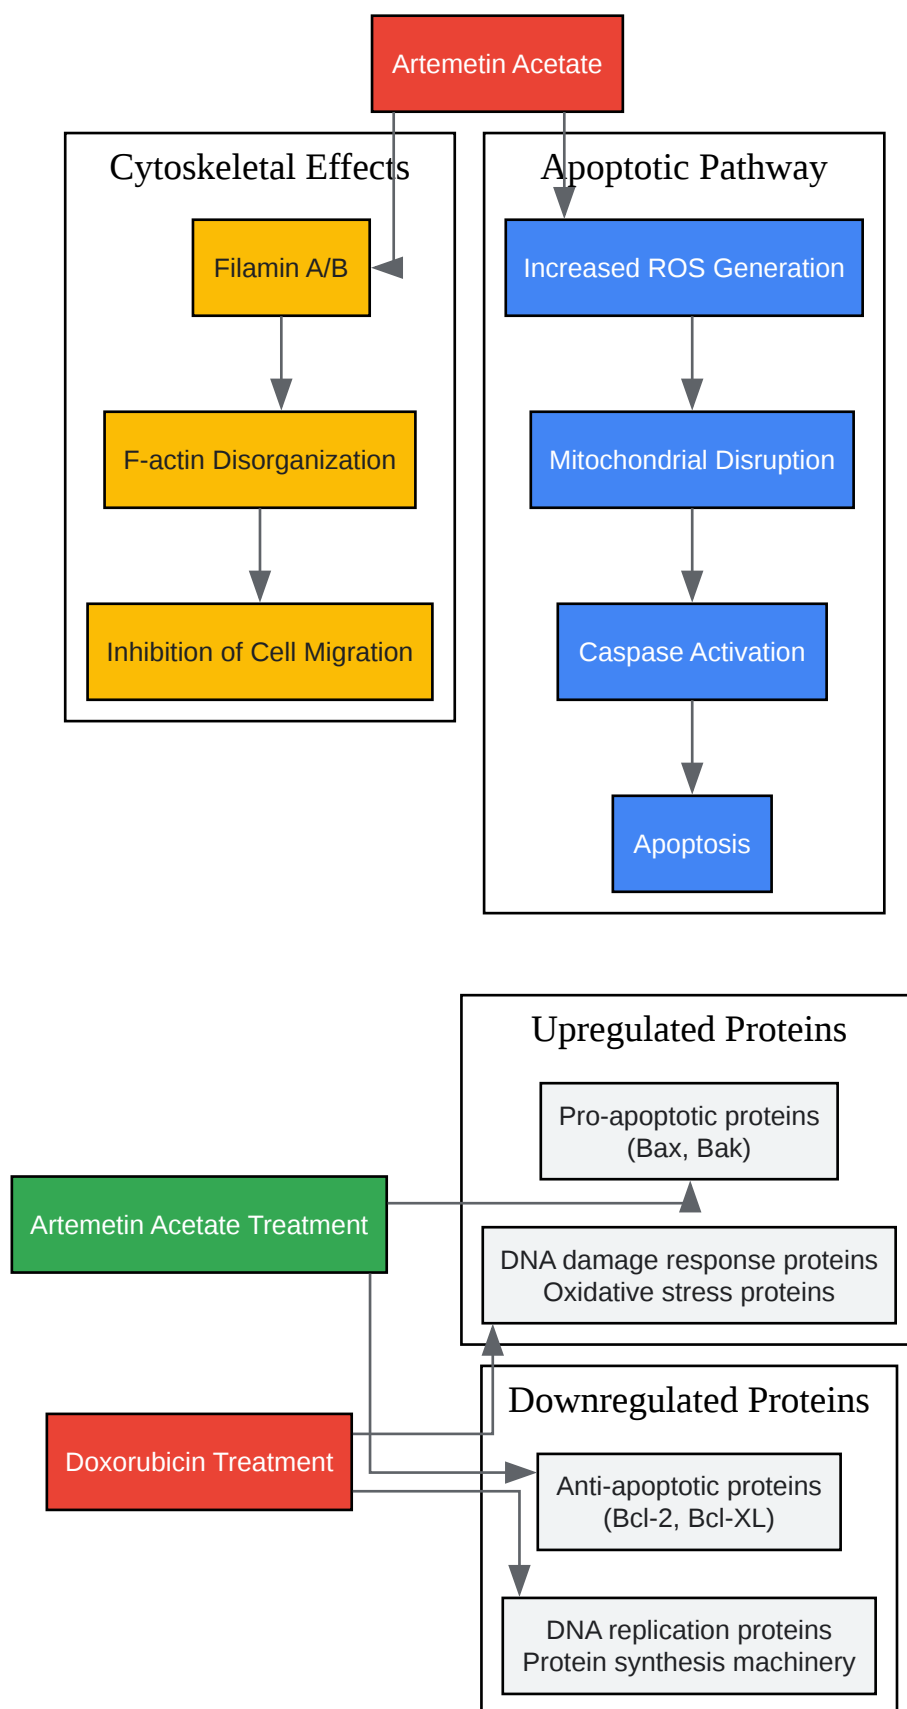 Artemetin Acetate
Cytoskeletal Effects
Filamin A/B
F-actin Disorganization
Inhibition of Cell Migration
Apoptotic Pathway
Increased ROS Generation
Mitochondrial Disruption
Caspase Activation
Apoptosis
Upregulated Proteins
Pro-apoptotic proteins
(Bax, Bak)
Artemetin Acetate Treatment
DNA damage response proteins
Oxidative stress proteins
Downregulated Proteins
Doxorubicin Treatment
Anti-apoptotic proteins
(Bcl-2, Bcl-XL)
DNA replication proteins
Protein synthesis machinery